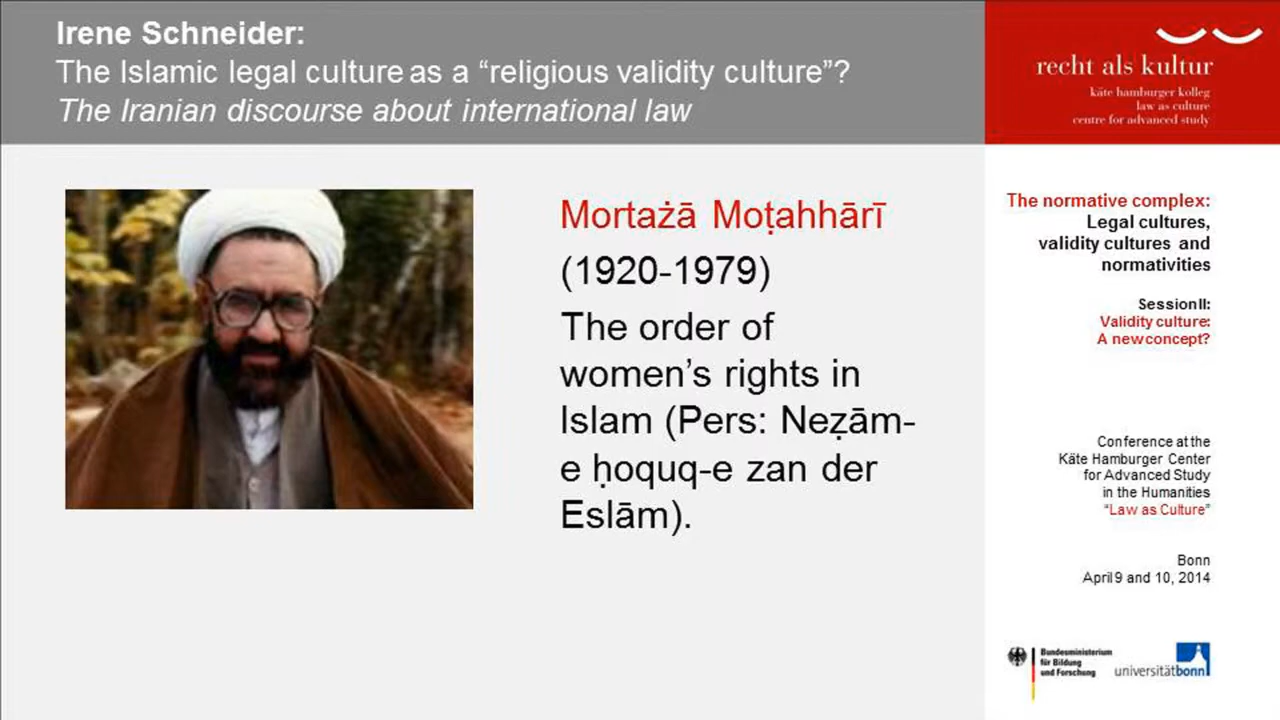 Irene Schneider:
The Islamic legal culture as a “religious validity culture”?
The Iranian discourse about international law
recht als kultur
käte hamburger kolleg
law as culture
centre for advanced study
Mortażā Moṭahhārī
(1920-1979)
The order of
women’s rights in
Islam (Pers: Neẓām-
e ḥoquq-e zan der
Eslām).
The normative complex:
Legal cultures,
validity cultures and
normativities
Session II:
Validity culture:
A new concept?
Conference at the
Käte Hamburger Center
for Advanced Study
in the Humanities
“Law as Culture”
Bonn
April 9 and 10, 2014
Bundesministerium
für Bildung
und Forschung
universitätbonn